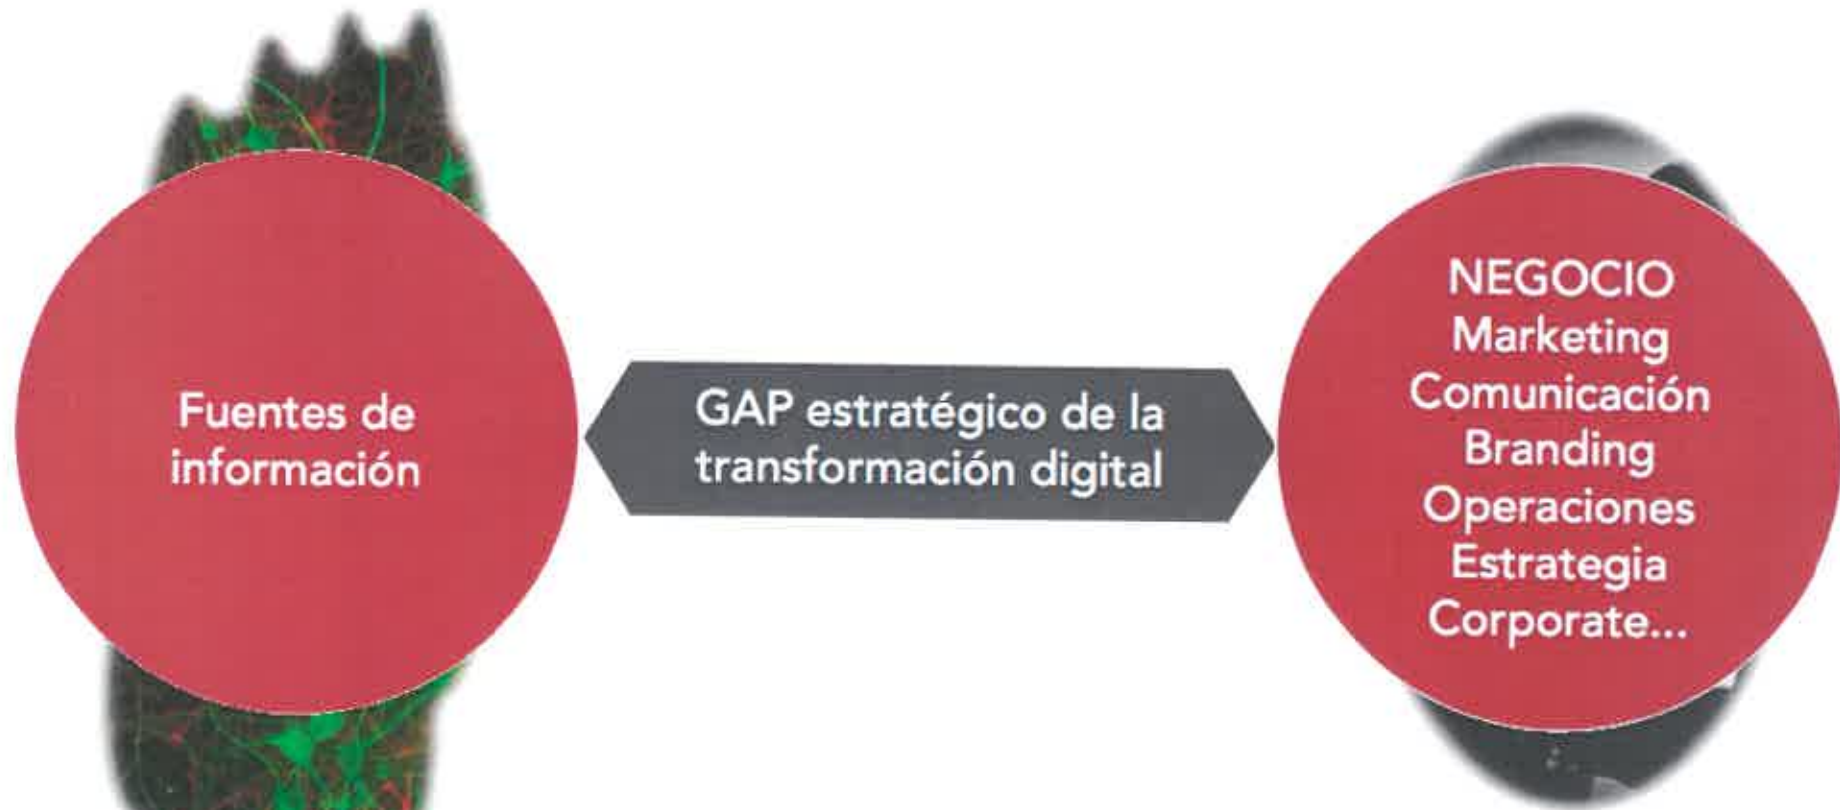 Fuentes de
información
GAP estratégico de la
transformación digital
NEGOCIO
Marketing
Comunicación
Branding
Operaciones
Estrategia
Corporate...